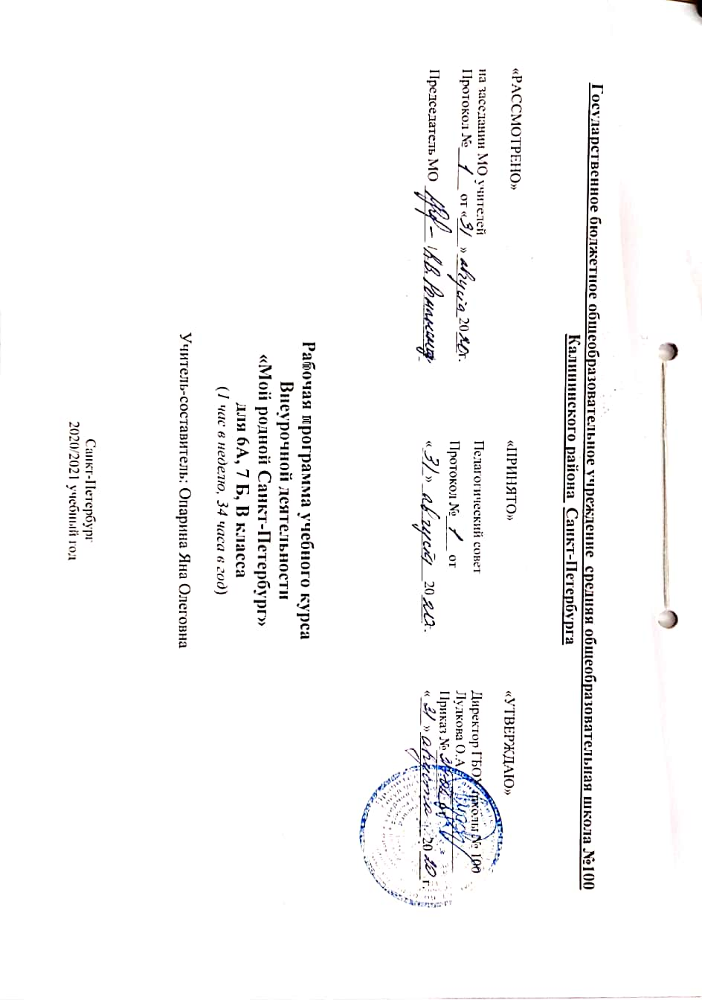 Государственное бюджетное общеобразовательное учреждение средняя общеобразовательная школа №100
Калининского района Санкт-Петербурга
«РАССМОТРЕНО»
на заседании МО учителей
Протокол № 1 от «31» августа 2020г.
Председатель МО
«ПРИНЯТО»
Педагогический совет
Протокол № 1 от
«31» августа 2020г.
«УТВЕРЖДАЮ»
Директор ГБОУ школы № 100
Лудкова О.А
Приказ №
«31» августа 2020 г.
Рабочая программа учебного курса
Внеурочной деятельности
«Мой родной Санкт-Петербург»
для 6А, 7 Б, В класса
(1 час в неделю, 34 часа в год)
Учитель-составитель: Опарина Яна Олеговна
Санкт-Петербург
2020/2021 учебный год